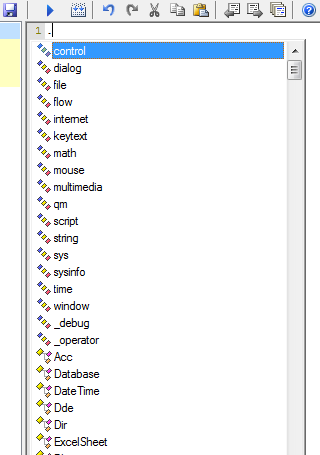 1 .
control
dialog
file
flow
internet
keytext
math
mouse
multimedia
qm
script
string
sys
sysinfo
time
window
_debug
_operator
Acc
Database
DateTime
Dde
Dir
ExcelSheet